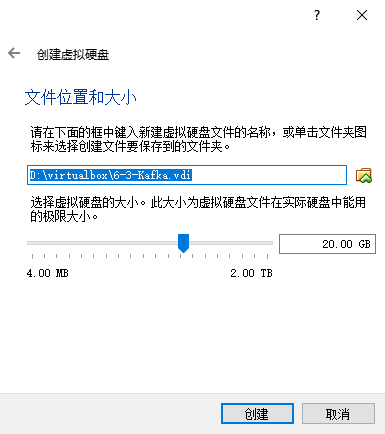 ?
创建虚拟硬盘
文件位置和大小
请在下面的框中键入新建虚拟硬盘文件的名称，或单击文件夹图
标来选择创建文件要保存到的文件夹。
D:\virtualbox\6-3-Kafka.vdi
选择虚拟硬盘的大小。此大小为虚拟硬盘文件在实际硬盘中能用
的极限大小。
20.00 GB
4.00 MB 2.00 TB
创建 取消